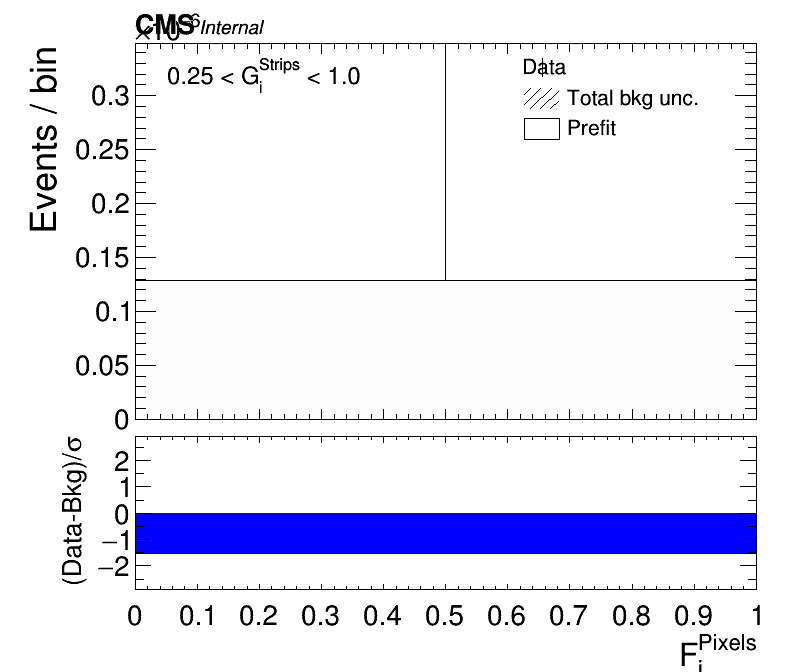 CMS Internal
×10⁻⁶
Events / bin
0.25 < G_i^Strips < 1.0
Data
Total bkg unc.
Prefit
0.3
0.25
0.2
0.15
0.1
0.05
0
(Data-Bkg)/σ
2
1
0
−1
−2
0 0.1 0.2 0.3 0.4 0.5 0.6 0.7 0.8 0.9 1
F_i^Pixels